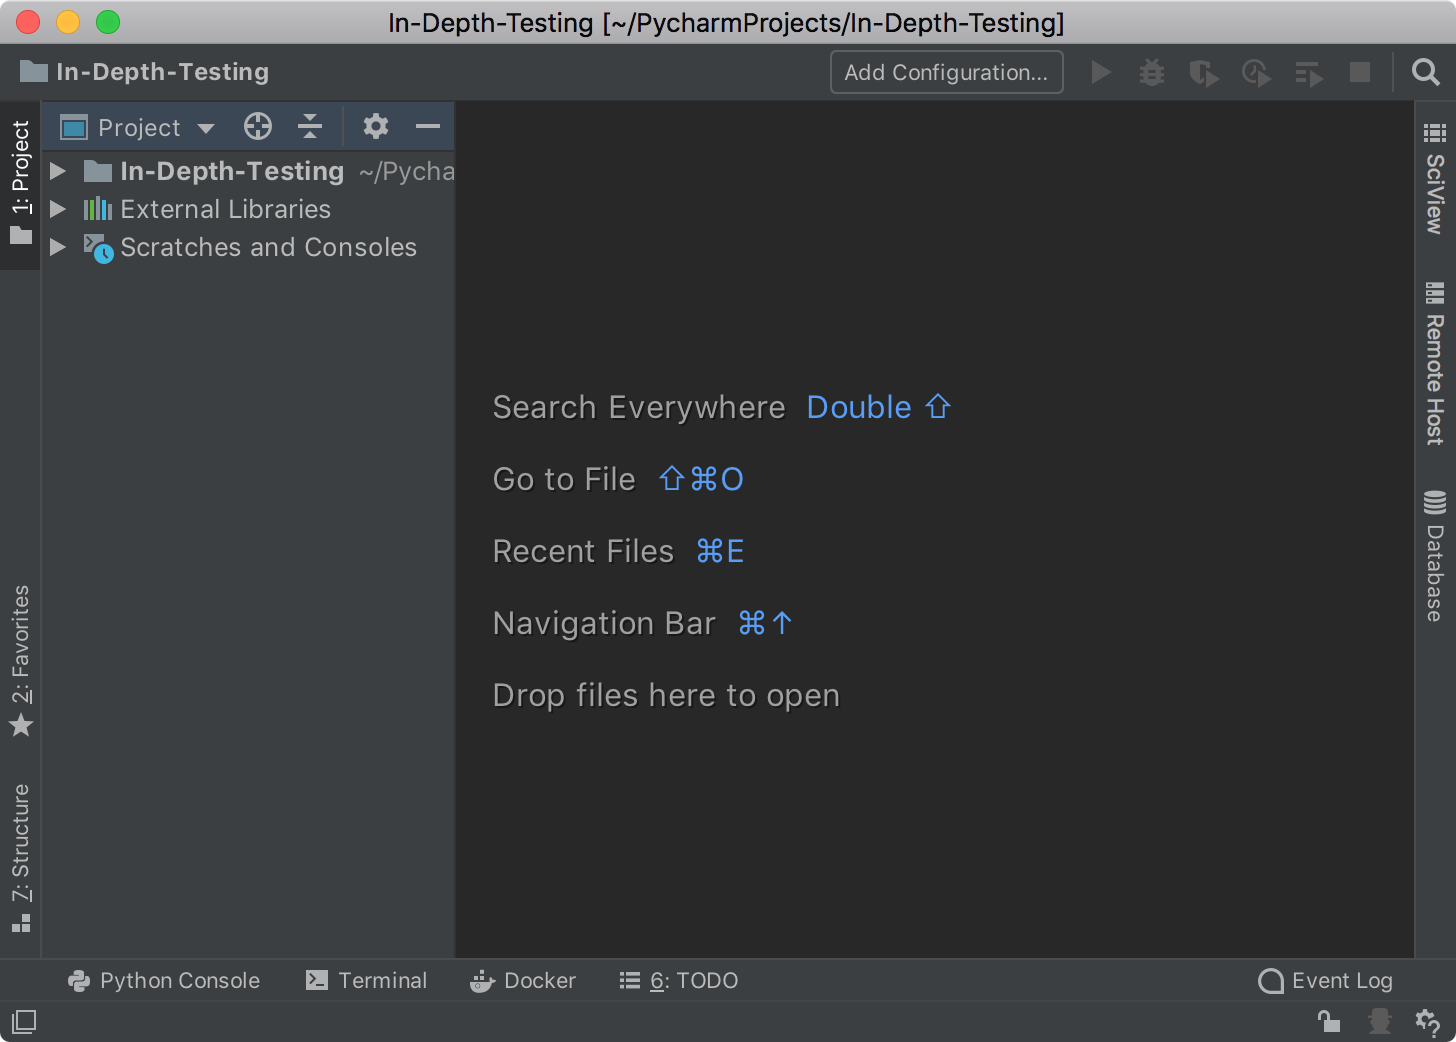 In-Depth-Testing [~/PycharmProjects/In-Depth-Testing]
In-Depth-Testing
Add Configuration...
1: Project
Project
In-Depth-Testing ~/Pycha
External Libraries
Scratches and Consoles
2: Favorites
7: Structure
Search Everywhere Double ⇧
Go to File ⇧⌘O
Recent Files ⌘E
Navigation Bar ⌘↑
Drop files here to open
SciView
Remote Host
Database
Python Console
Terminal
Docker
6: TODO
Event Log